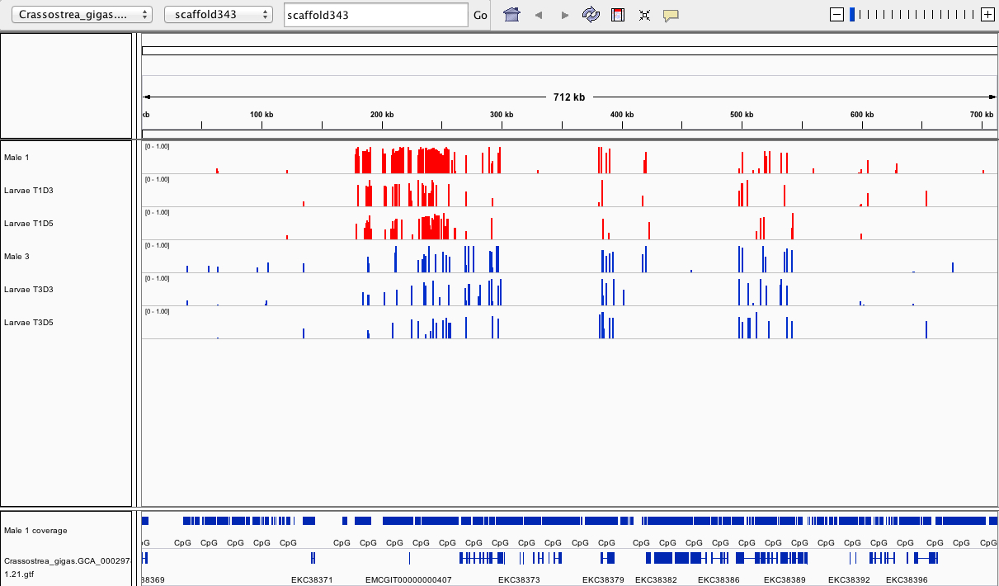 Crassostrea_gigas.... scaffold343 scaffold343 Go
712 kb
kb 100 kb 200 kb 300 kb 400 kb 500 kb 600 kb 700 kb
Male 1 [0 - 1.00]
Larvae T1D3 [0 - 1.00]
Larvae T1D5 [0 - 1.00]
Male 3 [0 - 1.00]
Larvae T3D3 [0 - 1.00]
Larvae T3D5 [0 - 1.00]
Male 1 coverage
pG CpG CpG CpG CpG CpG CpG CpG CpG CpG CpG CpG CpG CpG CpG CpG CpG CpG CpG CpG CpG CpG CpG CpG CpG CpG CpG CpG CpG CpG CpG
Crassostrea_gigas.GCA_000297
1.21.gtf
38369 EKC38371 EMCGIT00000000407 EKC38373 EKC38379 EKC38382 EKC38386 EKC38389 EKC38392 EKC38396